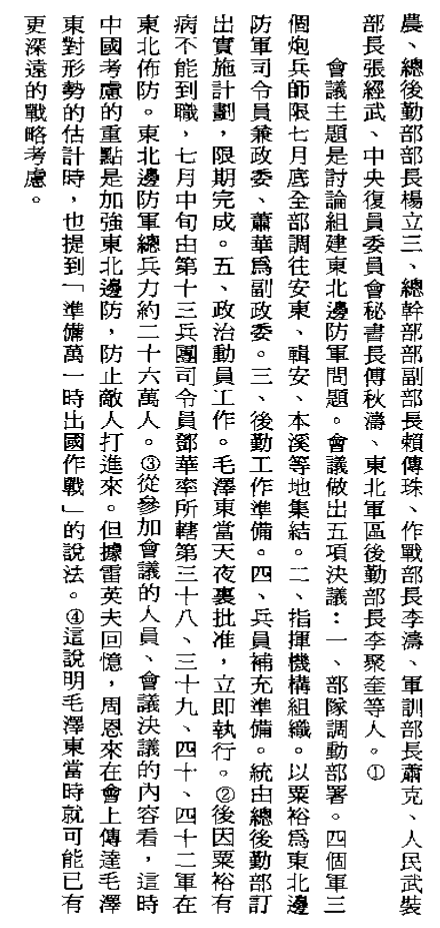 農、總後勤部部長楊立三、總幹部部副部長賴傳珠、作戰部長李濤、軍訓部長蕭克、人民武裝
部長張經武、中央復員委員會秘書長傅秋濤、東北軍區後勤部長李聚奎等人。①
會議主題是討論組建東北邊防軍問題。會議做出五項決議：一、部隊調動部署。四個軍三
個炮兵師限七月底全部調往安東、輯安、本溪等地集結。二、指揮機構組織。以粟裕爲東北邊
防軍司令員兼政委、蕭華爲副政委。三、後勤工作準備。四、兵員補充準備。統由總後勤部訂
出實施計劃，限期完成。五、政治動員工作。毛澤東當天夜裏批准，立即執行。②後因粟裕有
病不能到職，七月中旬由第十三兵團司令員鄧華率所轄第三十八、三十九、四十、四十二軍在
東北佈防。東北邊防軍總兵力約二十六萬人。③從參加會議的人員、會議決議的內容看，這時
中國考慮的重點是加強東北邊防，防止敵人打進來。但據雷英夫回憶，周恩來在會上傳達毛澤
東對形勢的估計時，也提到「準備萬一時出國作戰」的說法。④這說明毛澤東當時就可能已有
更深遠的戰略考慮。